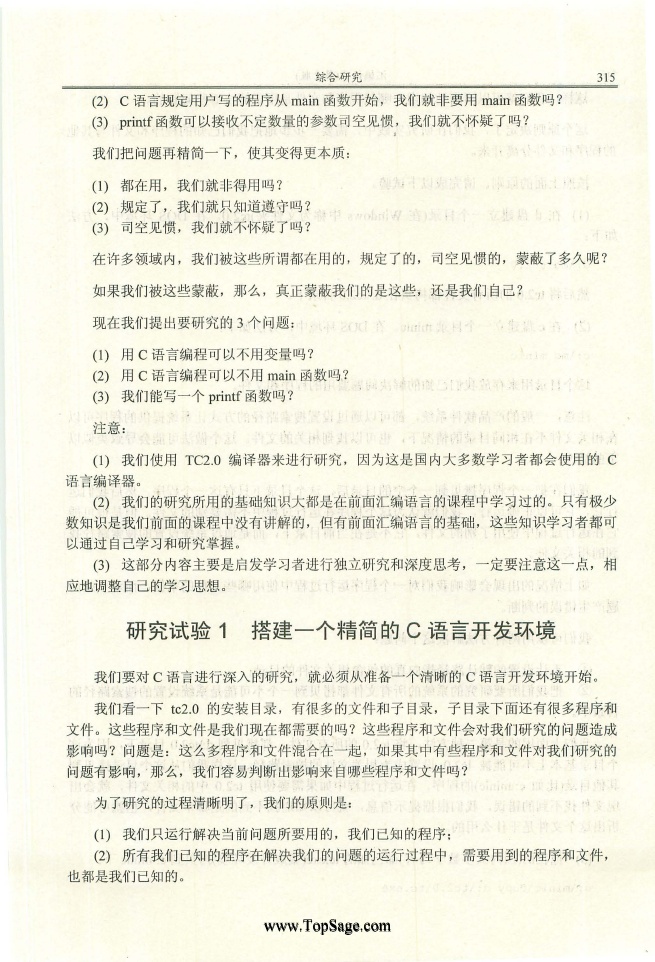 综合研究 315
(2) C 语言规定用户写的程序从 main 函数开始，我们就非要用 main 函数吗？
(3) printf 函数可以接收不定数量的参数司空见惯，我们就不怀疑了吗？
我们把问题再精简一下，使其变得更本质：
(1) 都在用，我们就非得用吗？
(2) 规定了，我们就只知道遵守吗？
(3) 司空见惯，我们就不怀疑了吗？
在许多领域内，我们被这些所谓都在用的，规定了的，司空见惯的，蒙蔽了多久呢？
如果我们被这些蒙蔽，那么，真正蒙蔽我们的是这些，还是我们自己？
现在我们提出要研究的 3 个问题：
(1) 用 C 语言编程可以不用变量吗？
(2) 用 C 语言编程可以不用 main 函数吗？
(3) 我们能写一个 printf 函数吗？
注意：
(1) 我们使用 TC2.0 编译器来进行研究，因为这是国内大多数学习者都会使用的 C
语言编译器。
(2) 我们的研究所用的基础知识大都是在前面汇编语言的课程中学习过的。只有极少
数知识是我们前面的课程中没有讲解的，但有前面汇编语言的基础，这些知识学习者都可
以通过自己学习和研究掌握。
(3) 这部分内容主要是启发学习者进行独立研究和深度思考，一定要注意这一点，相
应地调整自己的学习思想。
研究试验 1 搭建一个精简的 C 语言开发环境
我们要对 C 语言进行深入的研究，就必须从准备一个清晰的 C 语言开发环境开始。
我们看一下 tc2.0 的安装目录，有很多的文件和子目录，子目录下面还有很多程序和
文件。这些程序和文件是我们现在都需要的吗？这些程序和文件会对我们研究的问题造成
影响吗？问题是：这么多程序和文件混合在一起，如果其中有些程序和文件对我们研究的
问题有影响，那么，我们容易判断出影响来自哪些程序和文件吗？
为了研究的过程清晰明了，我们的原则是：
(1) 我们只运行解决当前问题所要用的，我们已知的程序；
(2) 所有我们已知的程序在解决我们的问题的运行过程中，需要用到的程序和文件，
也都是我们已知的。
www.TopSage.com